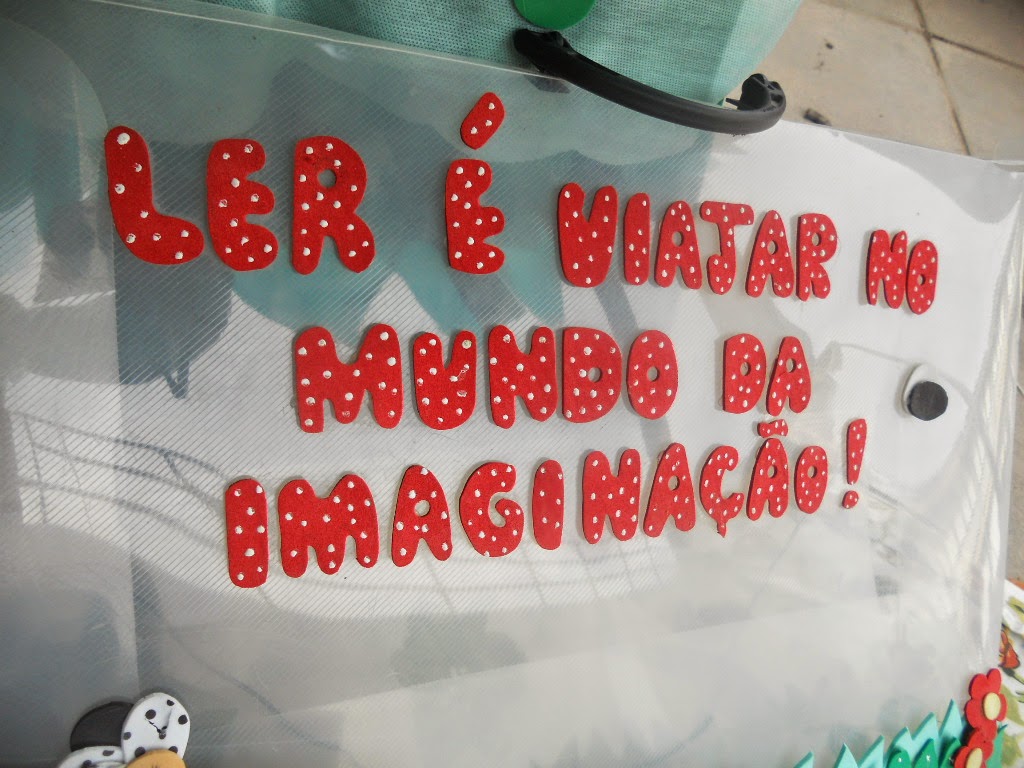 LER É VIAJAR NO
MUNDO DA
IMAGINAÇÃO!